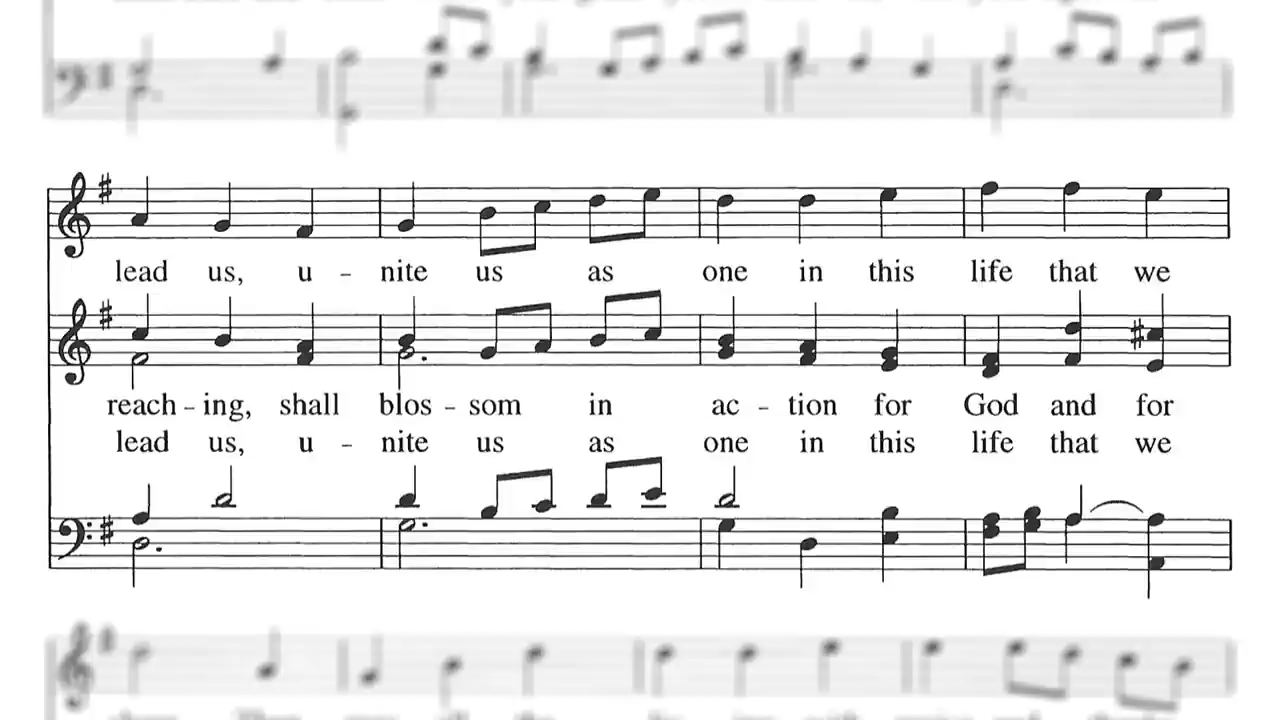 lead us, u - nite us as one in this life that we
reach - ing, shall blos - som in ac - tion for God and for
lead us, u - nite us as one in this life that we